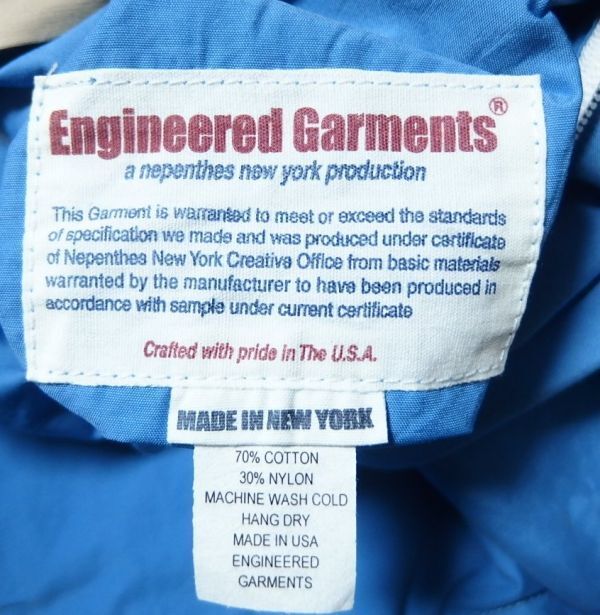 Engineered Garments®
a nepenthes new york production
This Garment is warranted to meet or exceed the standards
of specification we made and was produced under certificate
of Nepenthes New York Creative Office from basic materials
warranted by the manufacturer to have been produced in
accordance with sample under current certificate
Crafted with pride in The U.S.A.
MADE IN NEW YORK
70% COTTON
30% NYLON
MACHINE WASH COLD
HANG DRY
MADE IN USA
ENGINEERED
GARMENTS